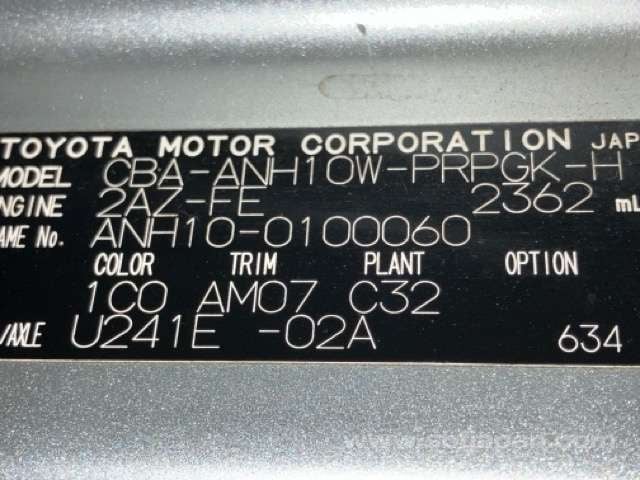 TOYOTA MOTOR CORPORATION JAP
MODEL CBA-ANH10W-PRPGK-H
NGINE 2AZ-FE 2362 mL
AME No. ANH10-0100060
COLOR TRIM PLANT OPTION
1C0 AM07 C32
/AXLE U241E -02A 634